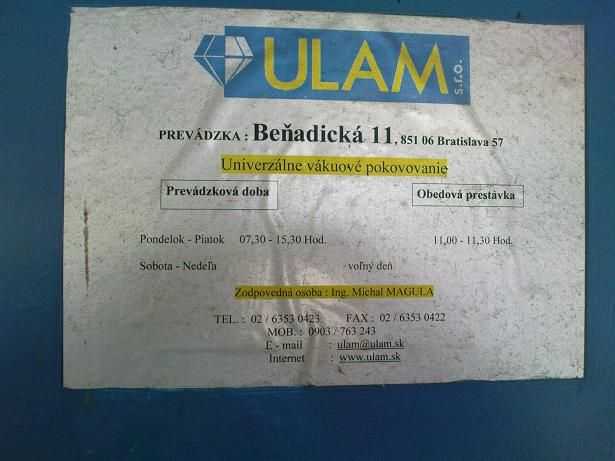 ULAM s.r.o.
PREVÁDZKA : Beňadická 11, 851 06 Bratislava 57
Univerzálne vákuové pokovovanie
Prevádzková doba Obedová prestávka
Pondelok - Piatok 07,30 - 15,30 Hod. 11,00 - 11,30 Hod.
Sobota - Nedeľa voľný deň
Zodpovedná osoba : Ing. Michal MAGULA
TEL. : 02 / 6353 0423 FAX : 02 / 6353 0422
MOB. : 0903 / 763 243
E - mail : ulam@ulam.sk
Internet : www.ulam.sk